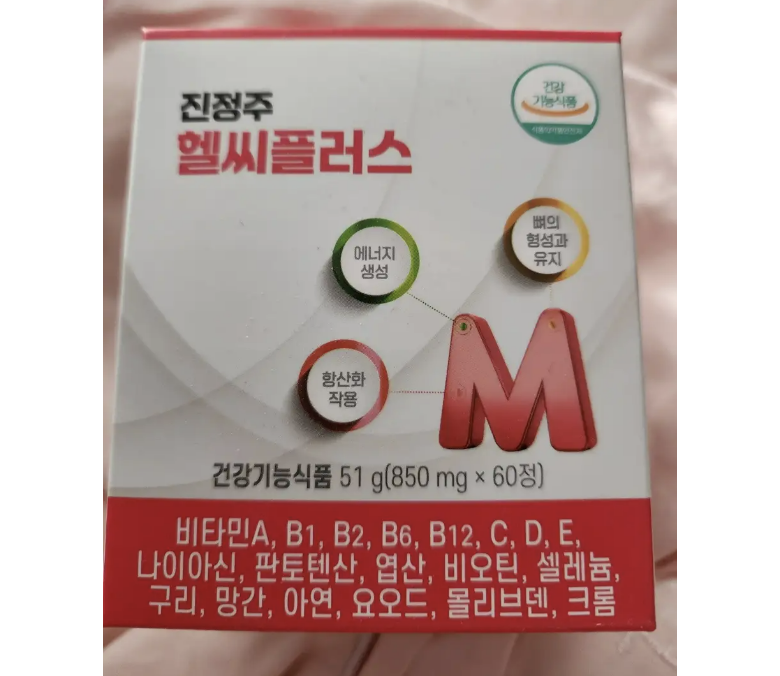 진정주
헬씨플러스
건강
기능식품
에너지
생성
뼈의
형성과
유지
항산화
작용
M
건강기능식품 51 g(850 mg × 60정)
비타민A, B1, B2, B6, B12, C, D, E,
나이아신, 판토텐산, 엽산, 비오틴, 셀레늄,
구리, 망간, 아연, 요오드, 몰리브덴, 크롬